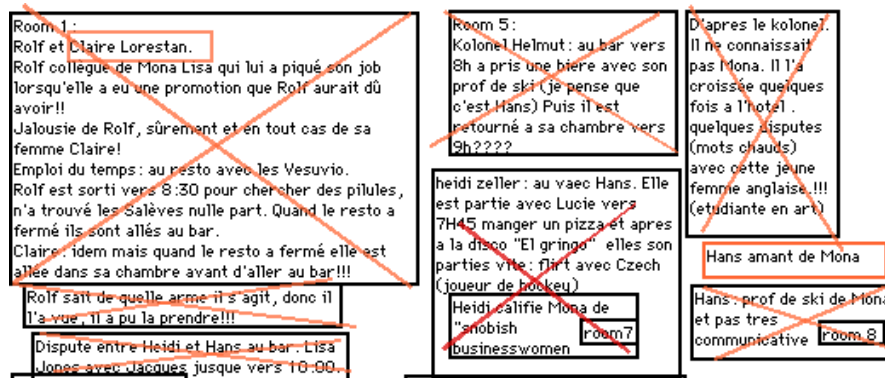 Room 1 :
Rolf et Claire Lorestan.
Rolf collègue de Mona Lisa qui lui a piqué son job
lorsqu'elle a eu une promotion que Rolf aurait dû
avoir!!
Jalousie de Rolf, sûrement et en tout cas de sa
femme Claire!
Emploi du temps : au resto avec les Vesuvio.
Rolf est sorti vers 8:30 pour chercher des pilules,
n'a trouvé les Salèves nulle part. Quand le resto a
fermé ils sont allés au bar.
Claire : idem mais quand le resto a fermé elle est
allée dans sa chambre avant d'aller au bar!!!
Rolf sait de quelle arme il s'agit, donc il
l'a vue, il a pu la prendre!!!
Dispute entre Heidi et Hans au bar. Lisa
Jones avec Jacques jusque vers 10:00.
Room 5 :
Kolonel Helmut : au bar vers
8h a pris une biere avec son
prof de ski (je pense que
c'est Hans) Puis il est
retourné a sa chambre vers
9h????
heidi zeller : au vaec Hans. Elle
est partie avec Lucie vers
7H45 manger un pizza et apres
a la disco "El gringo" elles son
parties vite : flirt avec Czech
(joueur de hockey)
Heidi califie Mona de
"snobish
businesswomen
room7
D'apres le kolonel.
Il ne connaissait
pas Mona. Il l'a
croissée quelques
fois a l'hotel .
quelques disputes
(mots chauds)
avec cette jeune
femme anglaise.!!!
(etudiante en art)
Hans amant de Mona
Hans : prof de ski de Mona
et pas tres
communicative
room 8